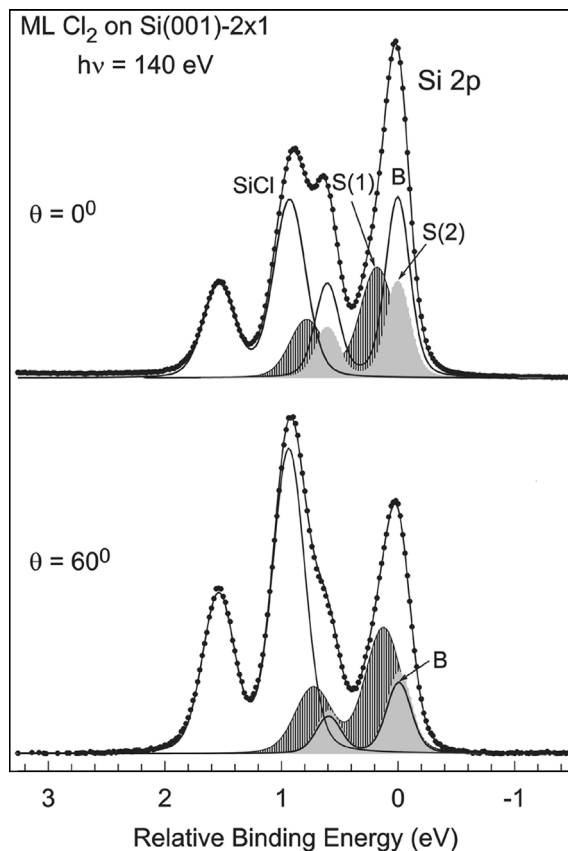 ML Cl₂ on Si(001)-2x1
hν = 140 eV
Si 2p
SiCl
S(1)
B
S(2)
θ = 0⁰
θ = 60⁰
B
3 2 1 0 -1
Relative Binding Energy (eV)